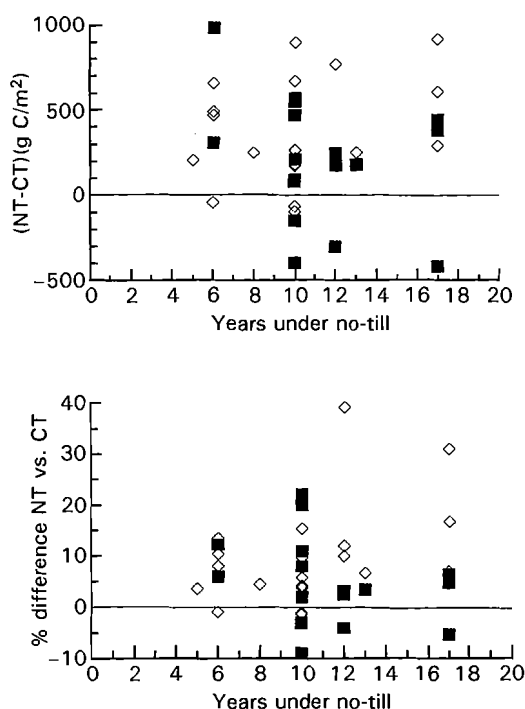 (NT-CT)(g C/m²)
1000
500
0
−500
0 2 4 6 8 10 12 14 16 18 20
Years under no-till
% difference NT vs. CT
40
30
20
10
0
−10
0 2 4 6 8 10 12 14 16 18 20
Years under no-till